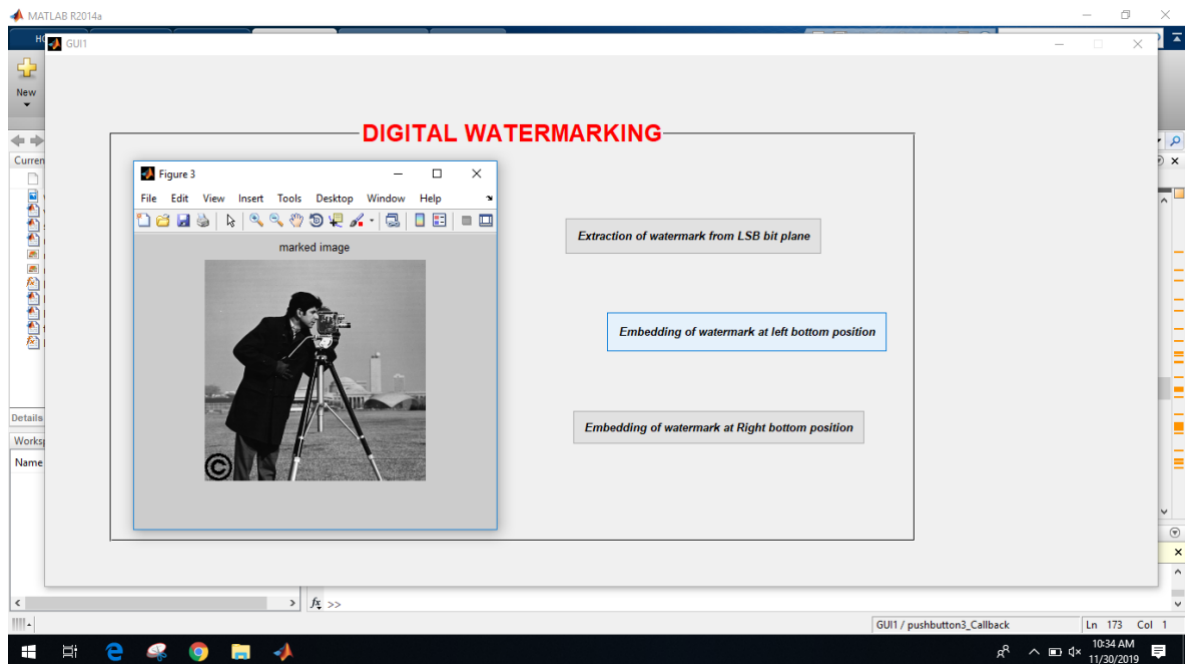 MATLAB R2014a
GUI1
New
DIGITAL WATERMARKING
Figure 3
File Edit View Insert Tools Desktop Window Help
marked image
©
Extraction of watermark from LSB bit plane
Embedding of watermark at left bottom position
Embedding of watermark at Right bottom position
Details
Name
fx >>
GUI1 / pushbutton3_Callback
Ln 173 Col 1
10:34 AM
11/30/2019